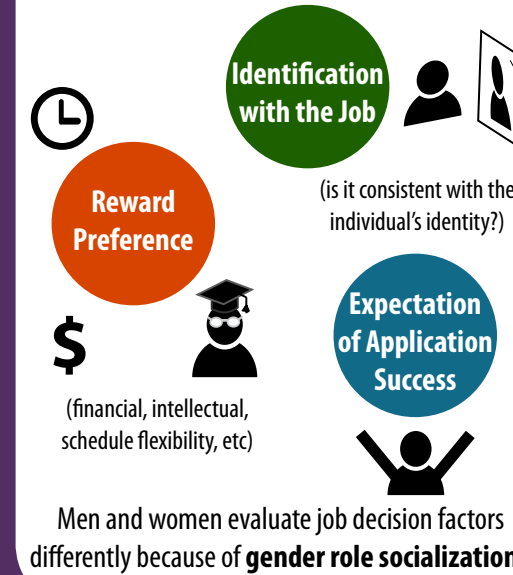 Identification
with the Job
(is it consistent with the
individual's identity?)
Reward
Preference
$
(financial, intellectual,
schedule flexibility, etc)
Expectation
of Application
Success
Men and women evaluate job decision factors
differently because of gender role socialization